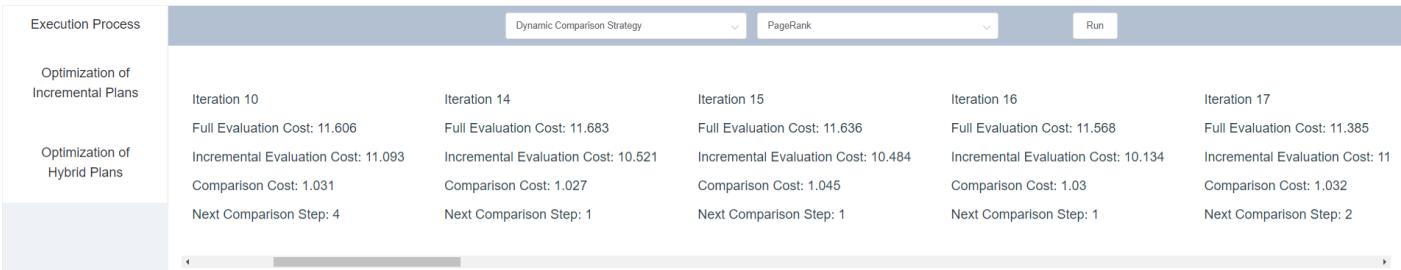 Execution Process
Optimization of
Incremental Plans
Optimization of
Hybrid Plans
Dynamic Comparison Strategy
PageRank
Run
Iteration 10
Full Evaluation Cost: 11.606
Incremental Evaluation Cost: 11.093
Comparison Cost: 1.031
Next Comparison Step: 4
Iteration 14
Full Evaluation Cost: 11.683
Incremental Evaluation Cost: 10.521
Comparison Cost: 1.027
Next Comparison Step: 1
Iteration 15
Full Evaluation Cost: 11.636
Incremental Evaluation Cost: 10.484
Comparison Cost: 1.045
Next Comparison Step: 1
Iteration 16
Full Evaluation Cost: 11.568
Incremental Evaluation Cost: 10.134
Comparison Cost: 1.03
Next Comparison Step: 1
Iteration 17
Full Evaluation Cost: 11.385
Incremental Evaluation Cost: 11
Comparison Cost: 1.032
Next Comparison Step: 2